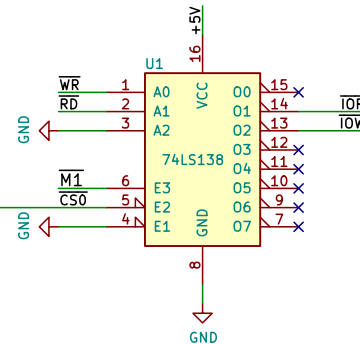 +5V
U1
16
VCC
WR 1 A0 O0 15
RD 2 A1 O1 14 IOR
GND 3 A2 O2 13 IOW
O3 12
74LS138
O4 11
M1 6 E3 O5 10
CS0 5 E2 O6 9
GND 4 E1 GND O7 7
8
GND